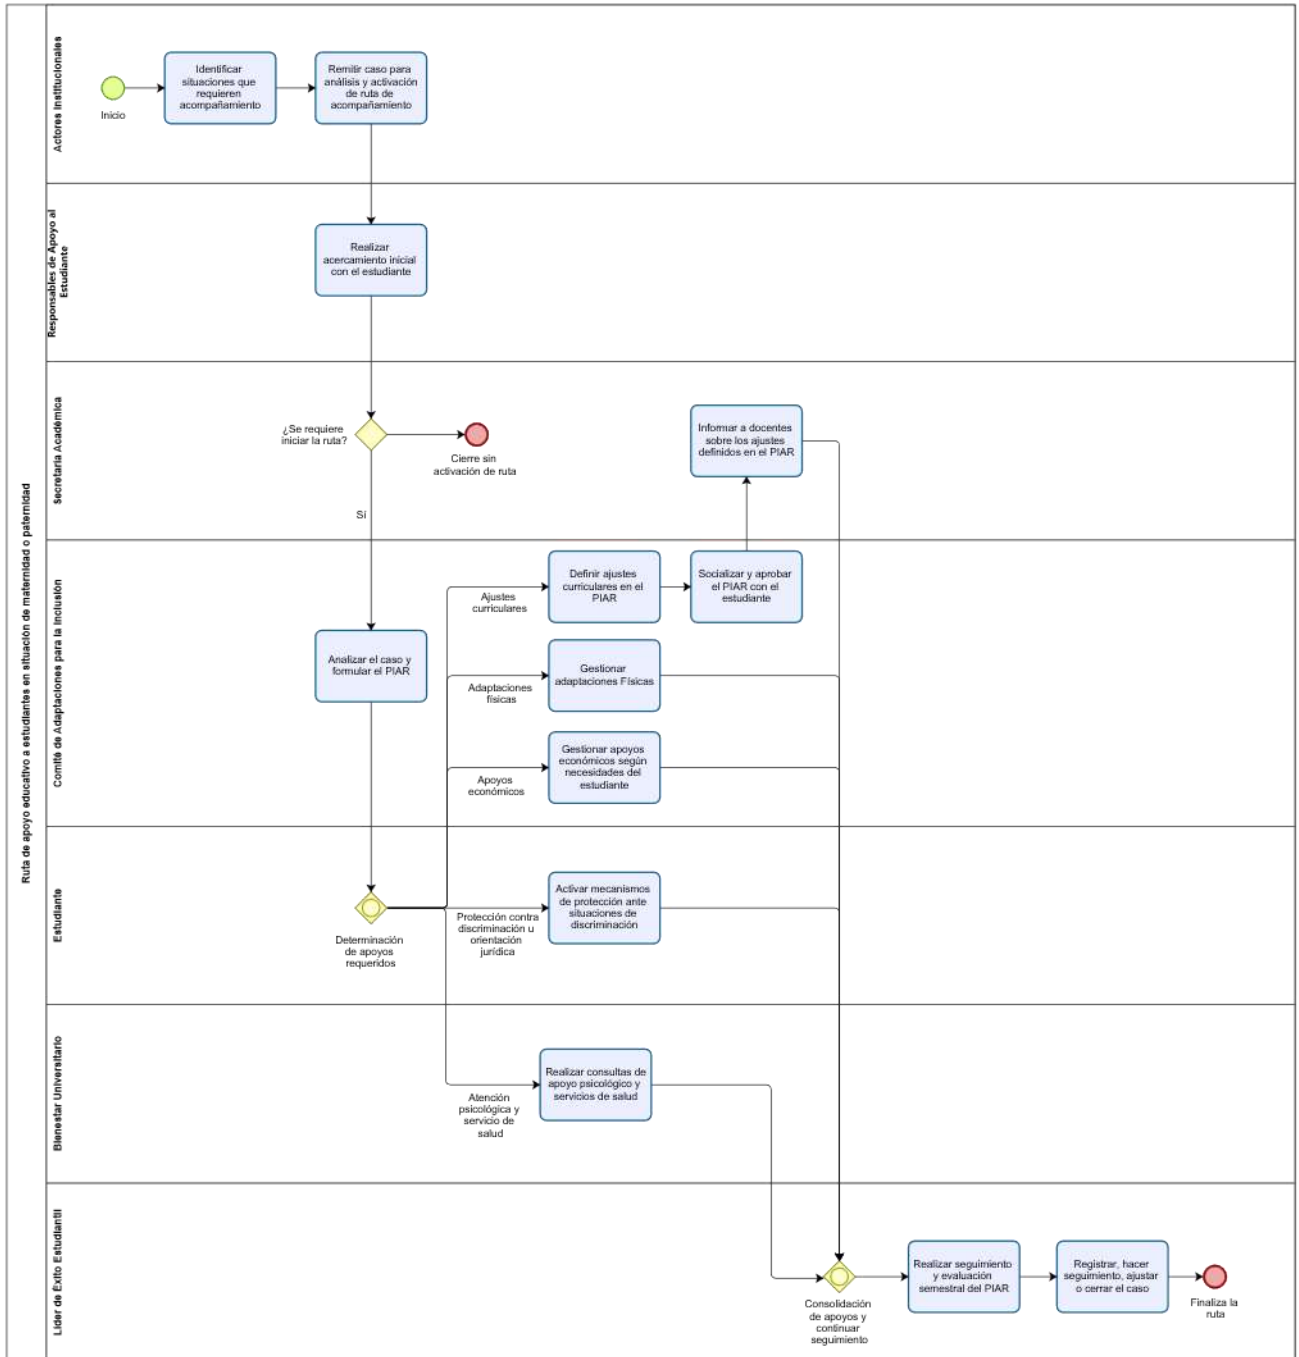 Ruta de apoyo educativo a estudiantes en situación de maternidad o paternidad
Actores Institucionales
Inicio
Identificar
situaciones que
requieren
acompañamiento
Remitir caso para
análisis y activación
de ruta de
acompañamiento
Responsables de Apoyo al
Estudiante
Realizar
acercamiento inicial
con el estudiante
Secretaría Académica
¿Se requiere
iniciar la ruta?
Cierre sin
activación de ruta
Sí
Informar a docentes
sobre los ajustes
definidos en el PIAR
Comité de Adaptaciones para la Inclusión
Analizar el caso y
formular el PIAR
Ajustes
curriculares
Definir ajustes
curriculares en el
PIAR
Socializar y aprobar
el PIAR con el
estudiante
Adaptaciones
físicas
Gestionar
adaptaciones Físicas
Apoyos
económicos
Gestionar apoyos
económicos según
necesidades del
estudiante
Estudiante
Determinación
de apoyos
requeridos
Protección contra
discriminación u
orientación
jurídica
Activar mecanismos
de protección ante
situaciones de
discriminación
Bienestar Universitario
Atención
psicológica y
servicio de
salud
Realizar consultas de
apoyo psicológico y
servicios de salud
Líder de Éxito Estudiantil
Consolidación
de apoyos y
continuar
seguimiento
Realizar seguimiento
y evaluación
semestral del PIAR
Registrar, hacer
seguimiento, ajustar
o cerrar el caso
Finaliza la
ruta